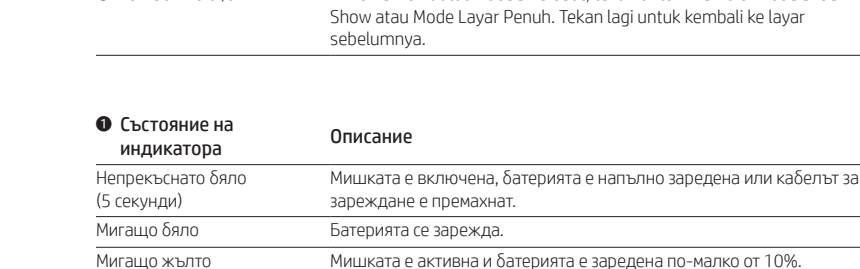 Show atau Mode Layar Penuh. Tekan lagi untuk kembali ke layar
sebelumnya.
❶ Състояние на
индикатора
Описание
Непрекъснато бяло
(5 секунди)
Мишката е включена, батерията е напълно заредена или кабелът за
зареждане е премахнат.
Мигащо бяло
Батерията се зарежда.
Мигащо жълто
Мишката е активна и батерията е заредена по-малко от 10%.